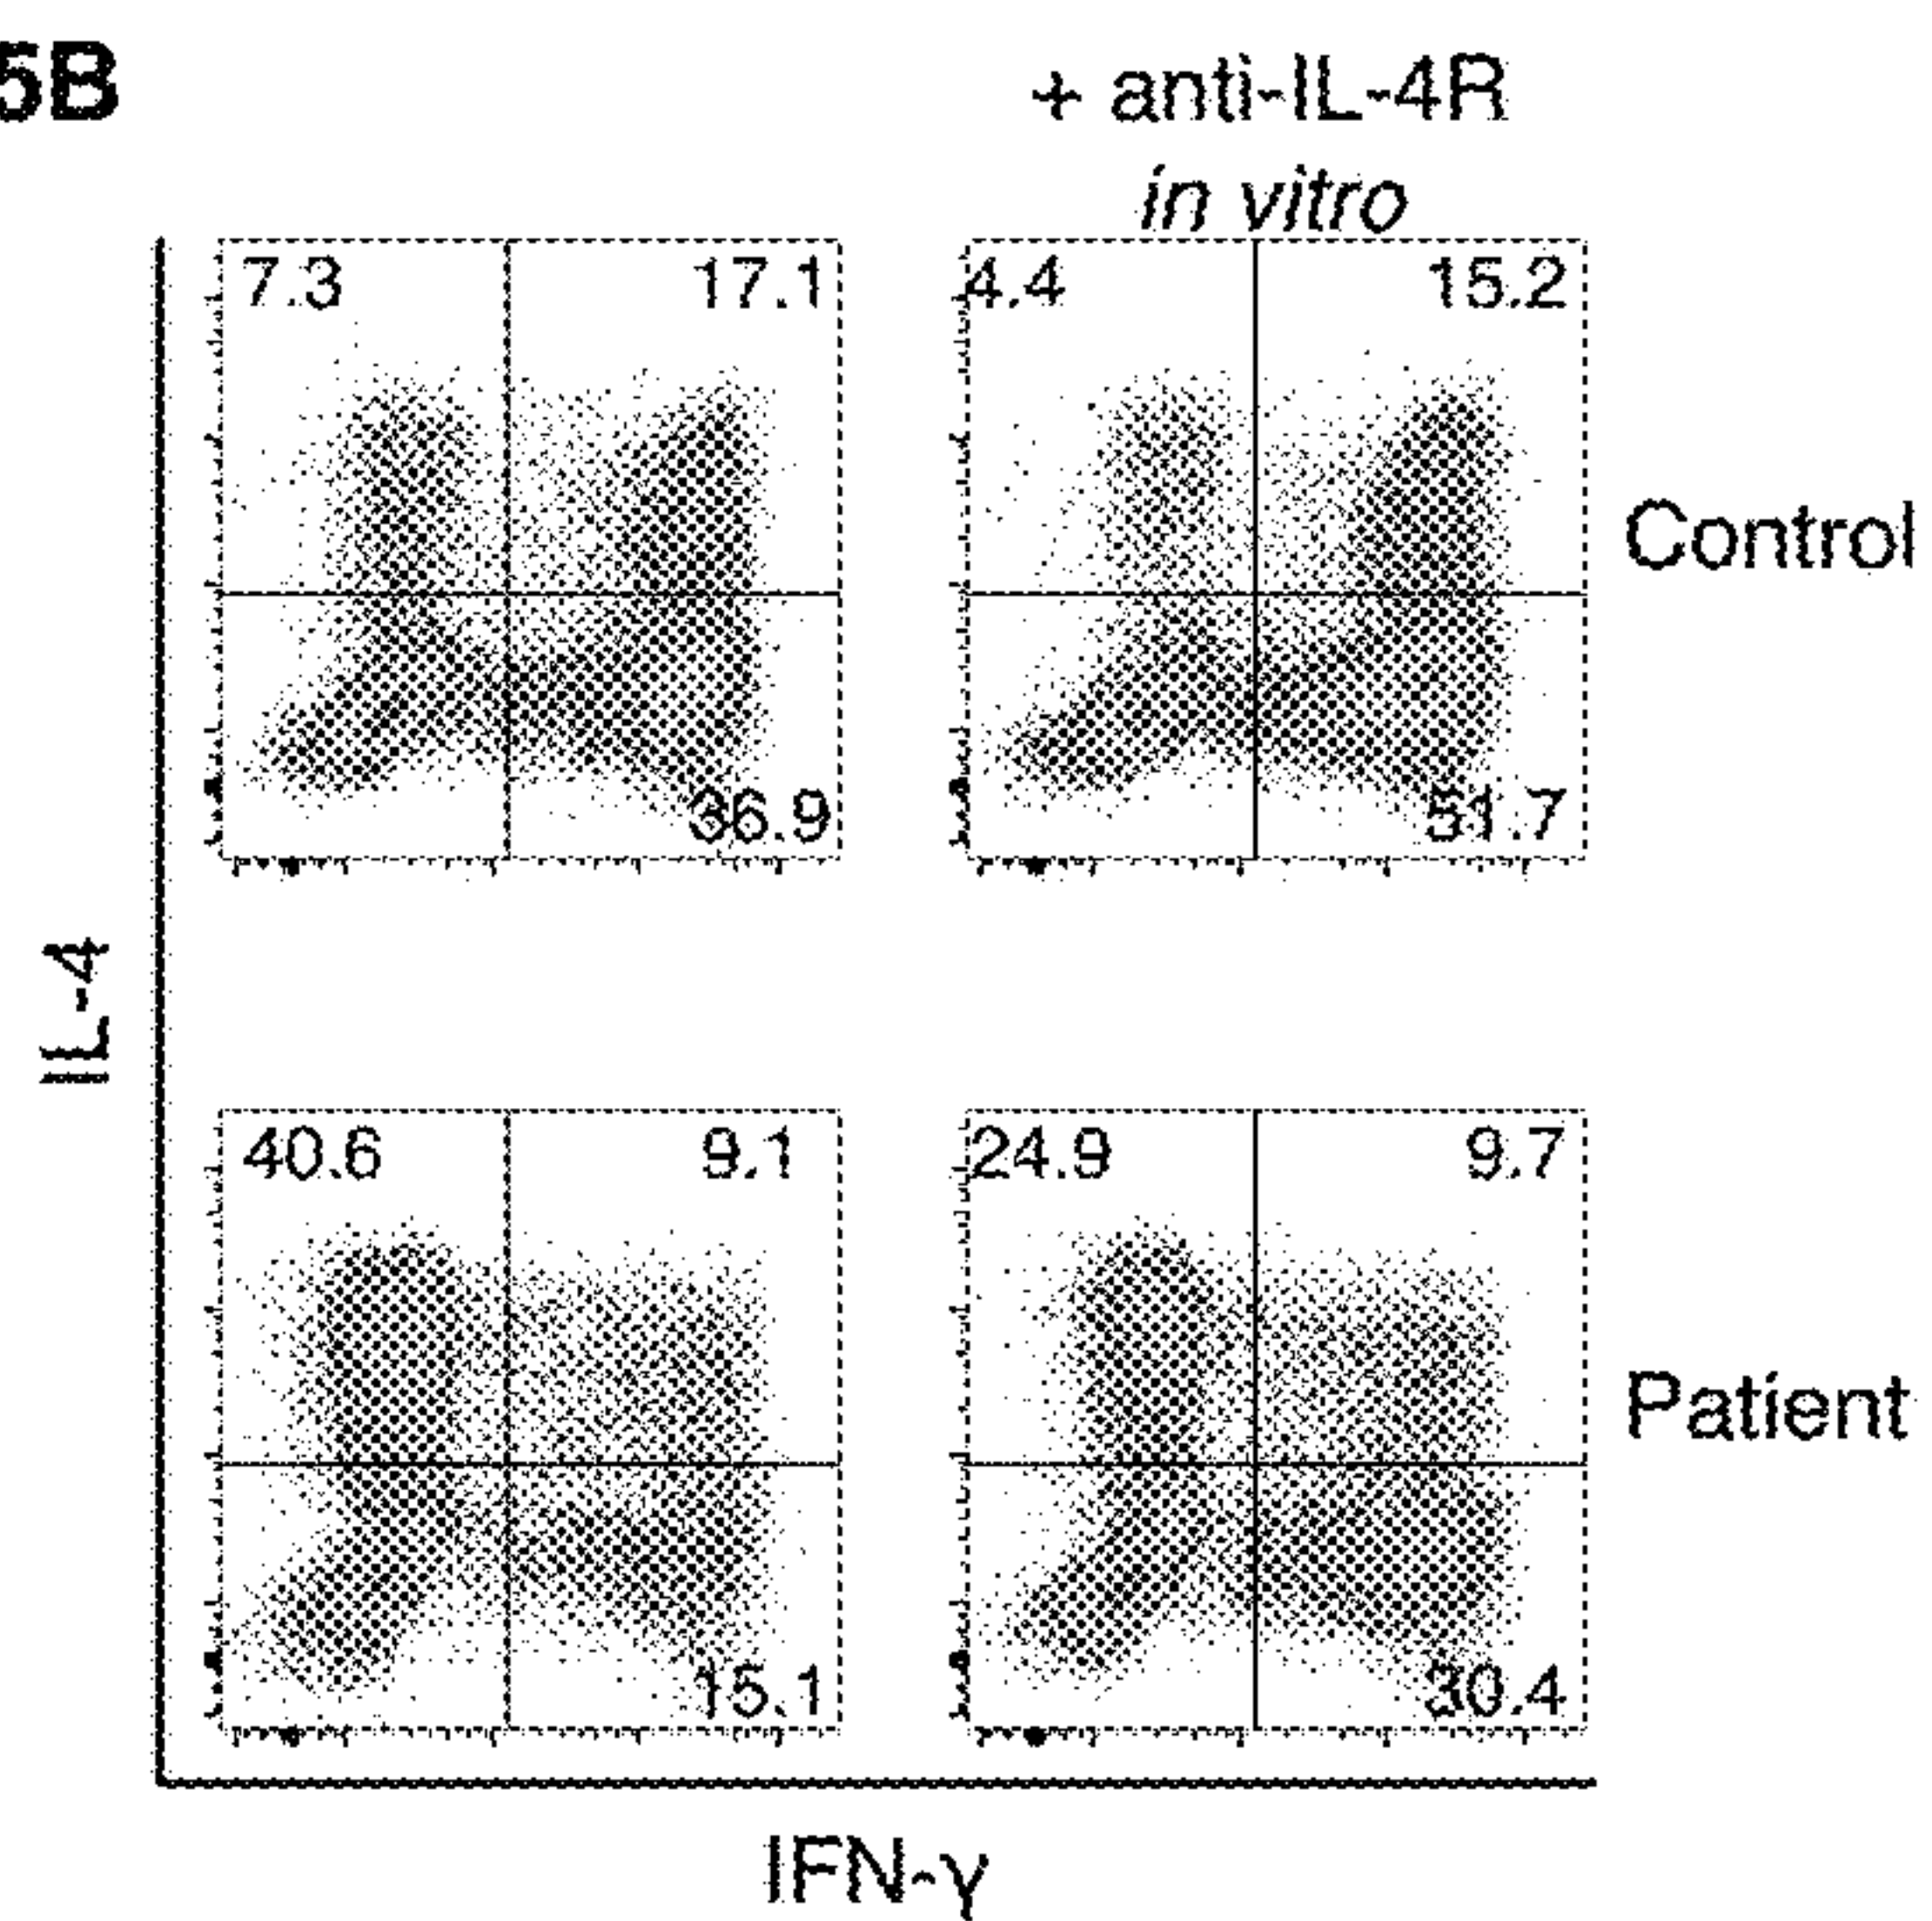 5B
+ anti-IL-4R
in vitro
7.3 17.1
4.4 15.2
Control
36.9
51.7
IL-4
40.6 9.1
24.9 9.7
Patient
15.1
30.4
IFN-γ